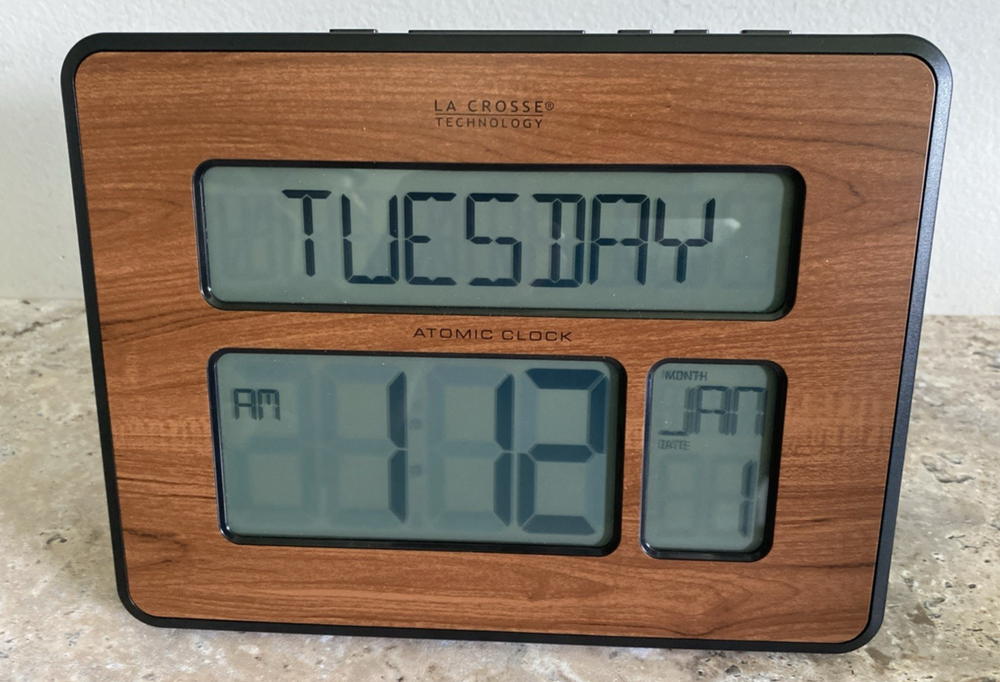 LA CROSSE®
TECHNOLOGY
TUESDAY
ATOMIC CLOCK
AM 1:12
MONTH
JAN
DATE
1